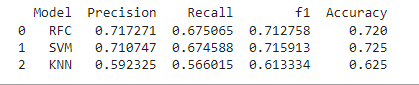 Model Precision Recall f1 Accuracy
0 RFC 0.717271 0.675065 0.712758 0.720
1 SVM 0.710747 0.674588 0.715913 0.725
2 KNN 0.592325 0.566015 0.613334 0.625